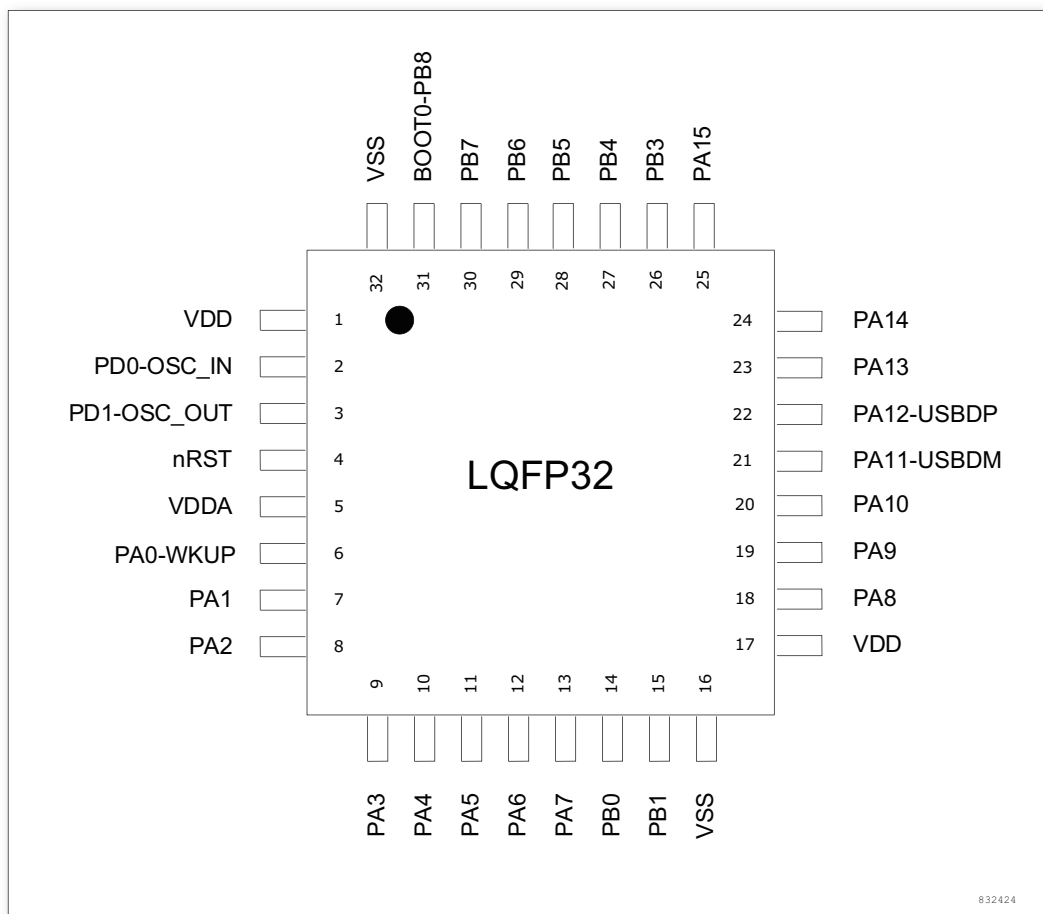 VSS
BOOT0-PB8
PB7
PB6
PB5
PB4
PB3
PA15
32
31
30
29
28
27
26
25
VDD
1
PD0-OSC_IN
2
PD1-OSC_OUT
3
nRST
4
VDDA
5
PA0-WKUP
6
PA1
7
PA2
8
LQFP32
24
PA14
23
PA13
22
PA12-USBDP
21
PA11-USBDM
20
PA10
19
PA9
18
PA8
17
VDD
9
10
11
12
13
14
15
16
PA3
PA4
PA5
PA6
PA7
PB0
PB1
VSS
832424